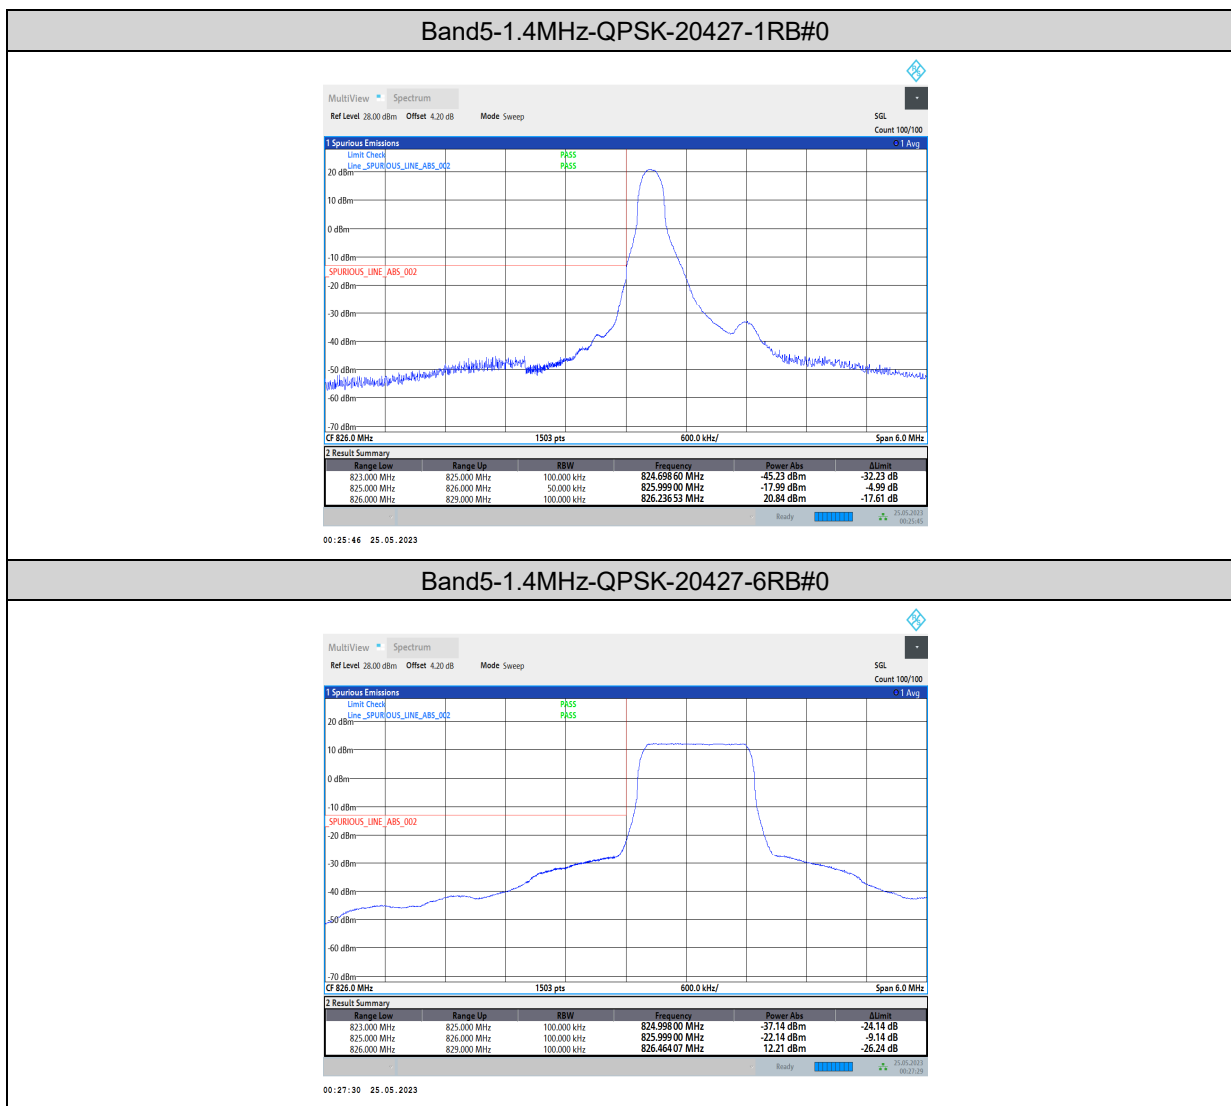 Band5-1.4MHz-QPSK-20427-1RB#0
MultiView Spectrum
Ref Level 28.00 dBm Offset 4.20 dB Mode Sweep SGL
Count 100/100
1 Spurious Emissions 1 Avg
Limit Check PASS
Line _SPURIOUS_LINE_ABS_002 PASS
20 dBm
10 dBm
0 dBm
-10 dBm
_SPURIOUS_LINE_ABS_002
-20 dBm
-30 dBm
-40 dBm
-50 dBm
-60 dBm
-70 dBm
CF 826.0 MHz 1503 pts 600.0 kHz/ Span 6.0 MHz
2 Result Summary
Range Low Range Up RBW Frequency Power Abs ΔLimit
823.000 MHz 825.000 MHz 100.000 kHz 824.69860 MHz -45.23 dBm -32.23 dB
825.000 MHz 826.000 MHz 50.000 kHz 825.99900 MHz -17.99 dBm -4.99 dB
826.000 MHz 829.000 MHz 100.000 kHz 826.23653 MHz 20.84 dBm -17.61 dB
Ready 25.05.2023
00:25:45
00:25:46 25.05.2023
Band5-1.4MHz-QPSK-20427-6RB#0
MultiView Spectrum
Ref Level 28.00 dBm Offset 4.20 dB Mode Sweep SGL
Count 100/100
1 Spurious Emissions 1 Avg
Limit Check PASS
Line _SPURIOUS_LINE_ABS_002 PASS
20 dBm
10 dBm
0 dBm
-10 dBm
_SPURIOUS_LINE_ABS_002
-20 dBm
-30 dBm
-40 dBm
-50 dBm
-60 dBm
-70 dBm
CF 826.0 MHz 1503 pts 600.0 kHz/ Span 6.0 MHz
2 Result Summary
Range Low Range Up RBW Frequency Power Abs ΔLimit
823.000 MHz 825.000 MHz 100.000 kHz 824.99800 MHz -37.14 dBm -24.14 dB
825.000 MHz 826.000 MHz 100.000 kHz 825.99900 MHz -22.14 dBm -9.14 dB
826.000 MHz 829.000 MHz 100.000 kHz 826.46407 MHz 12.21 dBm -26.24 dB
Ready 25.05.2023
00:27:29
00:27:30 25.05.2023